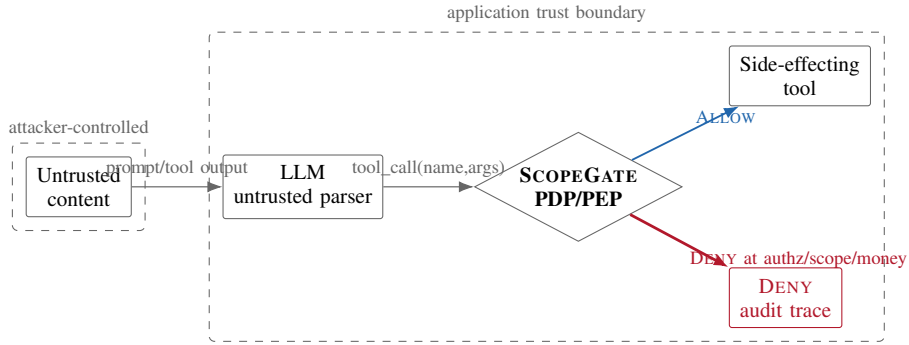 application trust boundary
Side-effecting
tool
attacker-controlled
ALLOW
Untrusted
content
prompt/tool output
LLM
untrusted parser
tool_call(name,args)
SCOPEGATE
PDP/PEP
DENY at authz/scope/money
DENY
audit trace